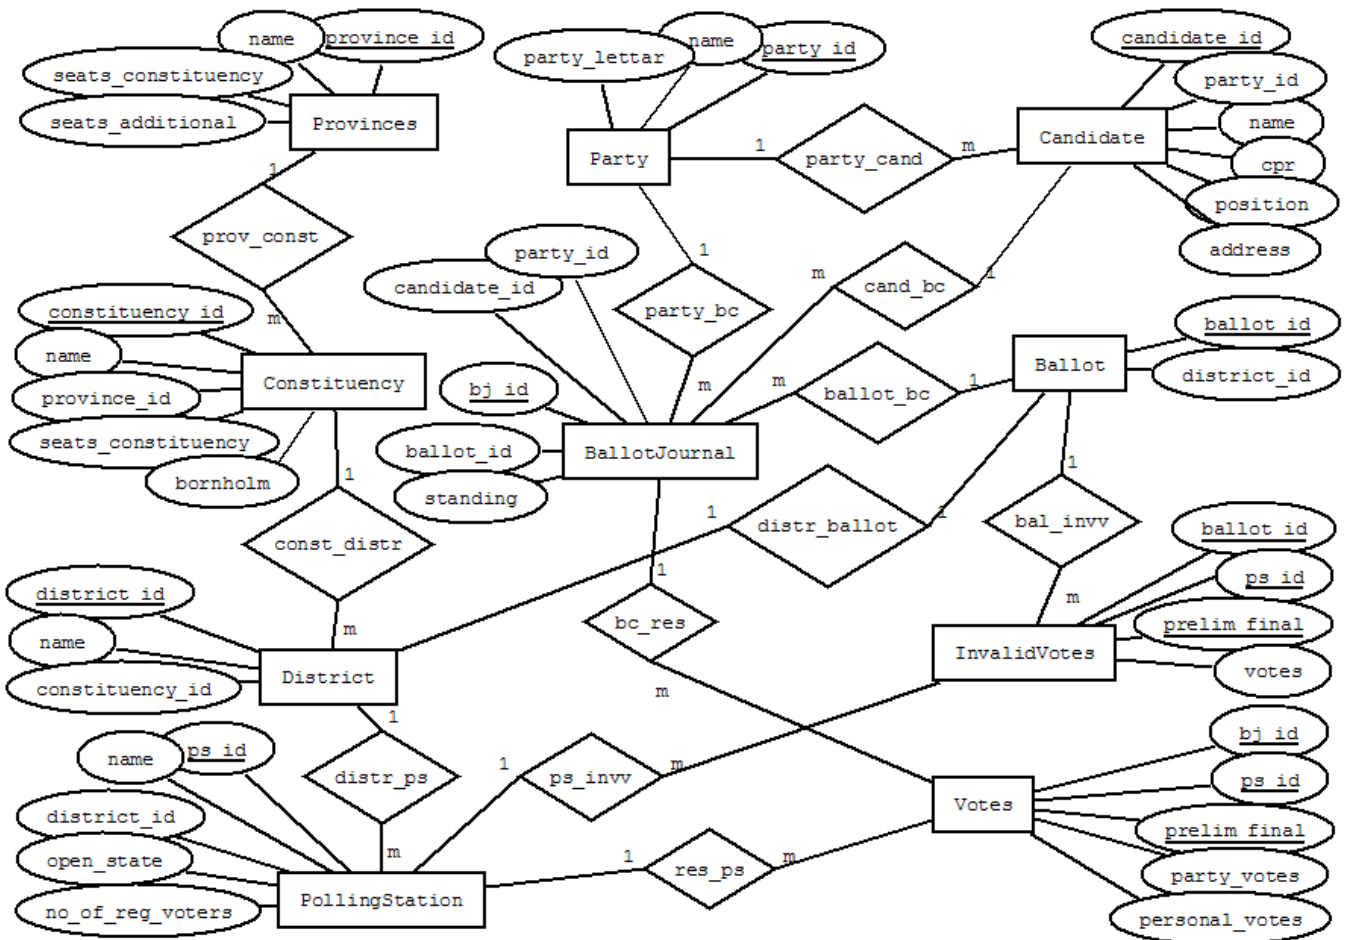 name
province_id
seats_constituency
seats_additional
Provinces
1
prov_const
m
party_lettar
name
party_id
Party
1
party_cand
m
candidate_id
party_id
name
cpr
position
address
Candidate
party_id
candidate_id
1
party_bc
m
m
cand_bc
1
constituency_id
name
province_id
seats_constituency
bornholm
Constituency
bj_id
ballot_id
standing
BallotJournal
m
ballot_bc
1
Ballot
ballot_id
district_id
1
const_distr
m
1
distr_ballot
1
1
bal_invv
m
ballot_id
ps_id
prelim_final
votes
InvalidVotes
1
bc_res
m
district_id
name
constituency_id
District
1
distr_ps
m
name
ps_id
district_id
open_state
no_of_reg_voters
PollingStation
1
ps_invv
m
1
res_ps
m
Votes
bj_id
ps_id
prelim_final
party_votes
personal_votes